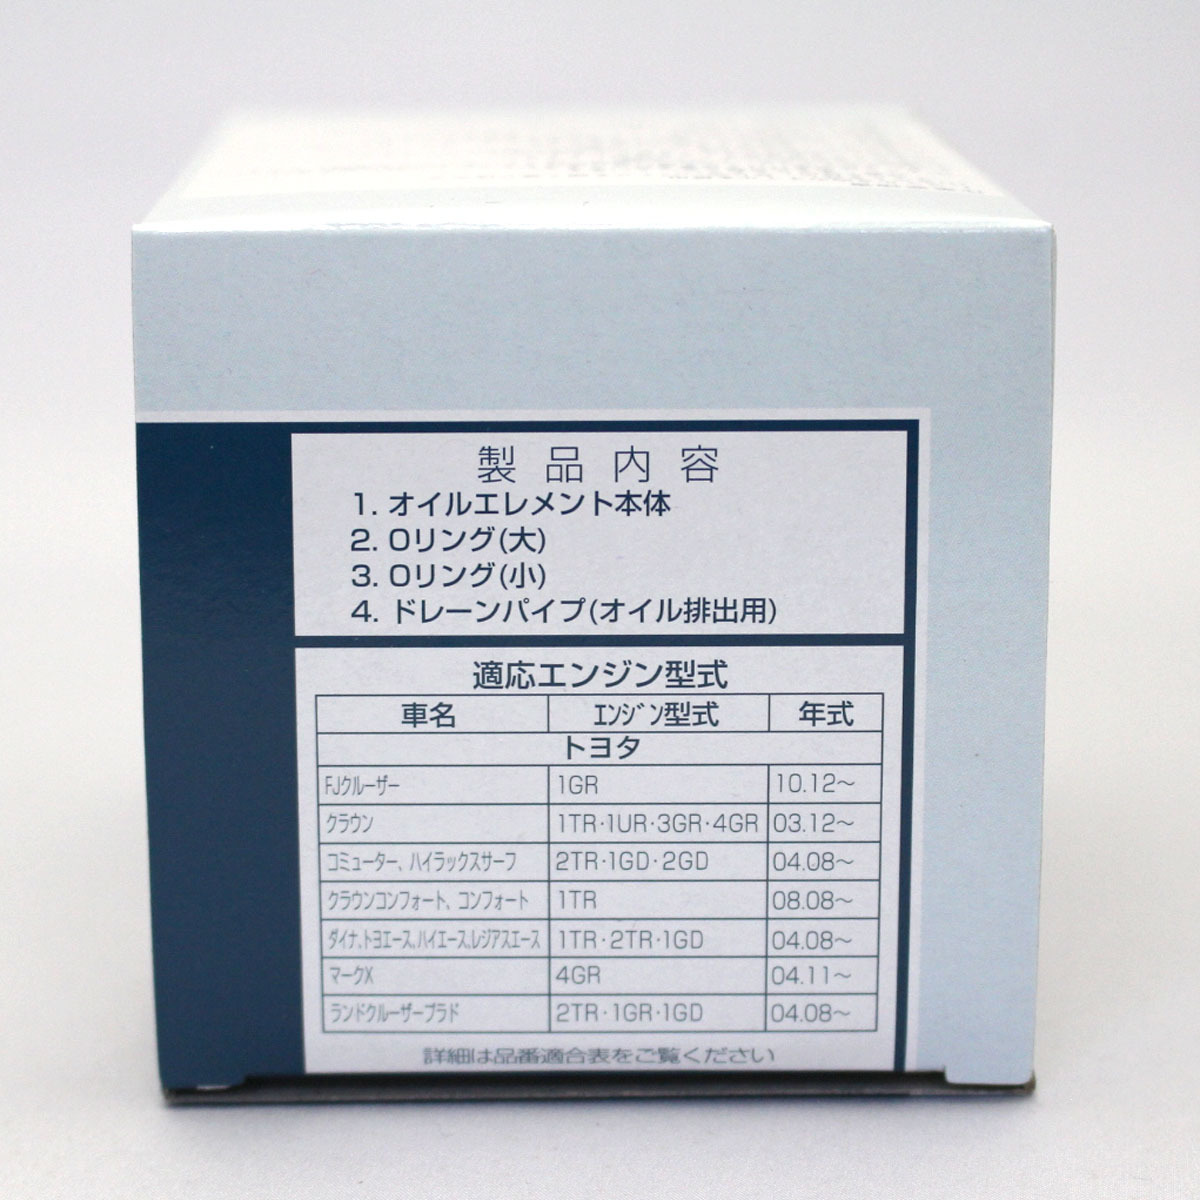 製品内容
1. オイルエレメント本体
2. Oリング(大)
3. Oリング(小)
4. ドレーンパイプ(オイル排出用)
適応エンジン型式
車名 エンジン型式 年式
トヨタ
FJクルーザー 1GR 10.12～
クラウン 1TR・1UR・3GR・4GR 03.12～
コミューター、ハイラックスサーフ 2TR・1GD・2GD 04.08～
クラウンコンフォート、コンフォート 1TR 08.08～
ダイナ、トヨエース、ハイエース、レジアスエース 1TR・2TR・1GD 04.08～
マークX 4GR 04.11～
ランドクルーザープラド 2TR・1GR・1GD 04.08～
詳細は品番適合表をご覧ください